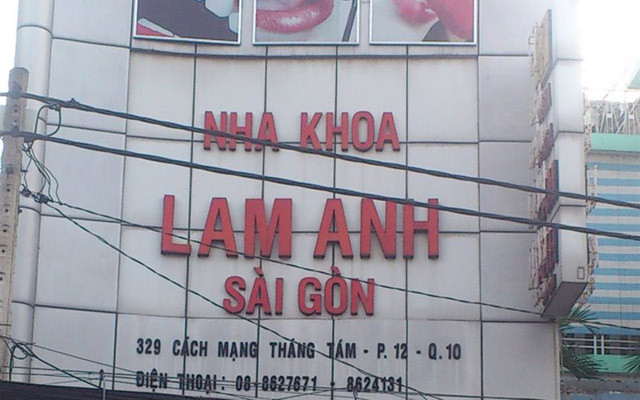 NHA KHOA
LAM ANH
SÀI GÒN
329 CÁCH MẠNG THÁNG TÁM - P. 12 - Q. 10
ĐIỆN THOẠI : 08-8627671 - 8624131